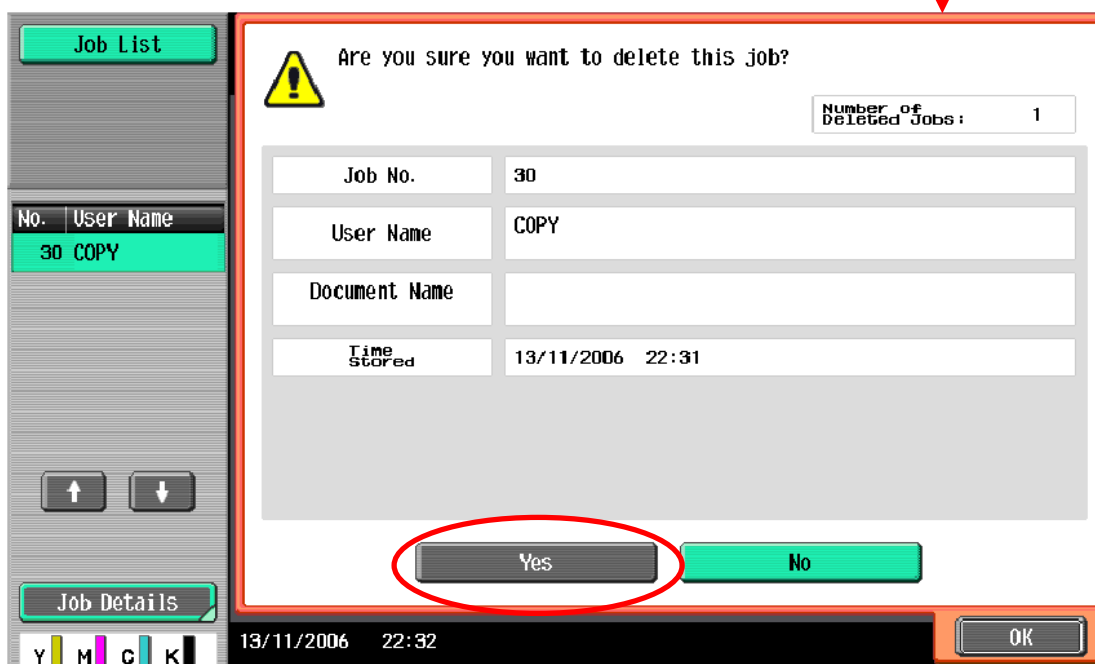 Job List
Are you sure you want to delete this job?
Number of
Deleted Jobs: 1
Job No. 30
No. User Name
User Name COPY
30 COPY
Document Name
Time
Stored 13/11/2006 22:31
Yes No
Job Details
13/11/2006 22:32 OK
Y M C K